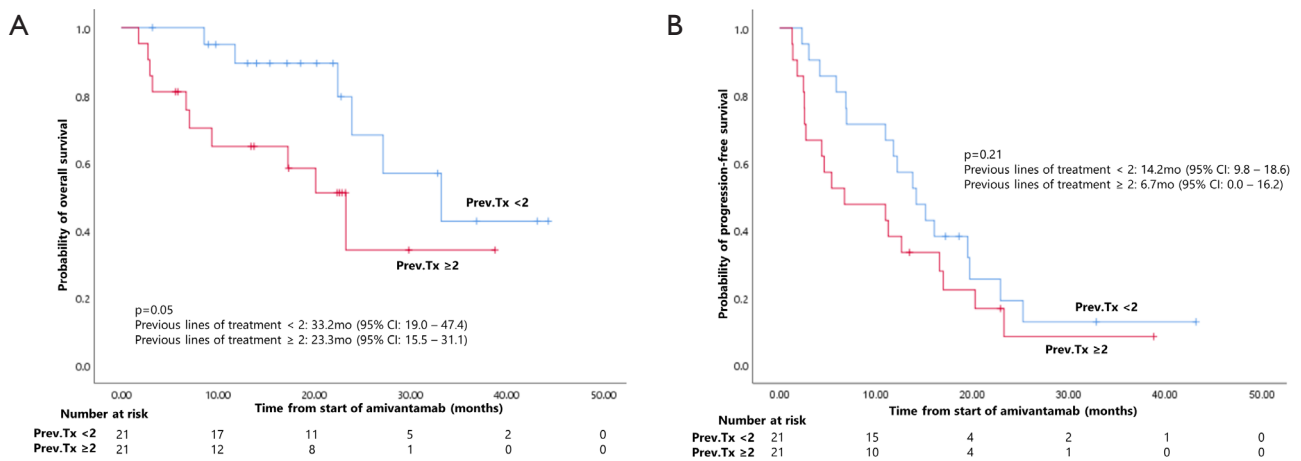 A
Probability of overall survival
1.0
0.8
0.6
0.4
0.2
0.0
Prev.Tx <2
Prev.Tx ≥2
p=0.05
Previous lines of treatment < 2: 33.2mo (95% CI: 19.0 – 47.4)
Previous lines of treatment ≥ 2: 23.3mo (95% CI: 15.5 – 31.1)
0.00 10.00 20.00 30.00 40.00 50.00
Time from start of amivantamab (months)
Number at risk
Prev.Tx <2 21 17 11 5 2 0
Prev.Tx ≥2 21 12 8 1 0 0
B
Probability of progression-free survival
1.0
0.8
0.6
0.4
0.2
0.0
p=0.21
Previous lines of treatment < 2: 14.2mo (95% CI: 9.8 – 18.6)
Previous lines of treatment ≥ 2: 6.7mo (95% CI: 0.0 – 16.2)
Prev.Tx <2
Prev.Tx ≥2
0.00 10.00 20.00 30.00 40.00 50.00
Time from start of amivantamab (months)
Number at risk
Prev.Tx <2 21 15 4 2 1 0
Prev.Tx ≥2 21 10 4 1 0 0